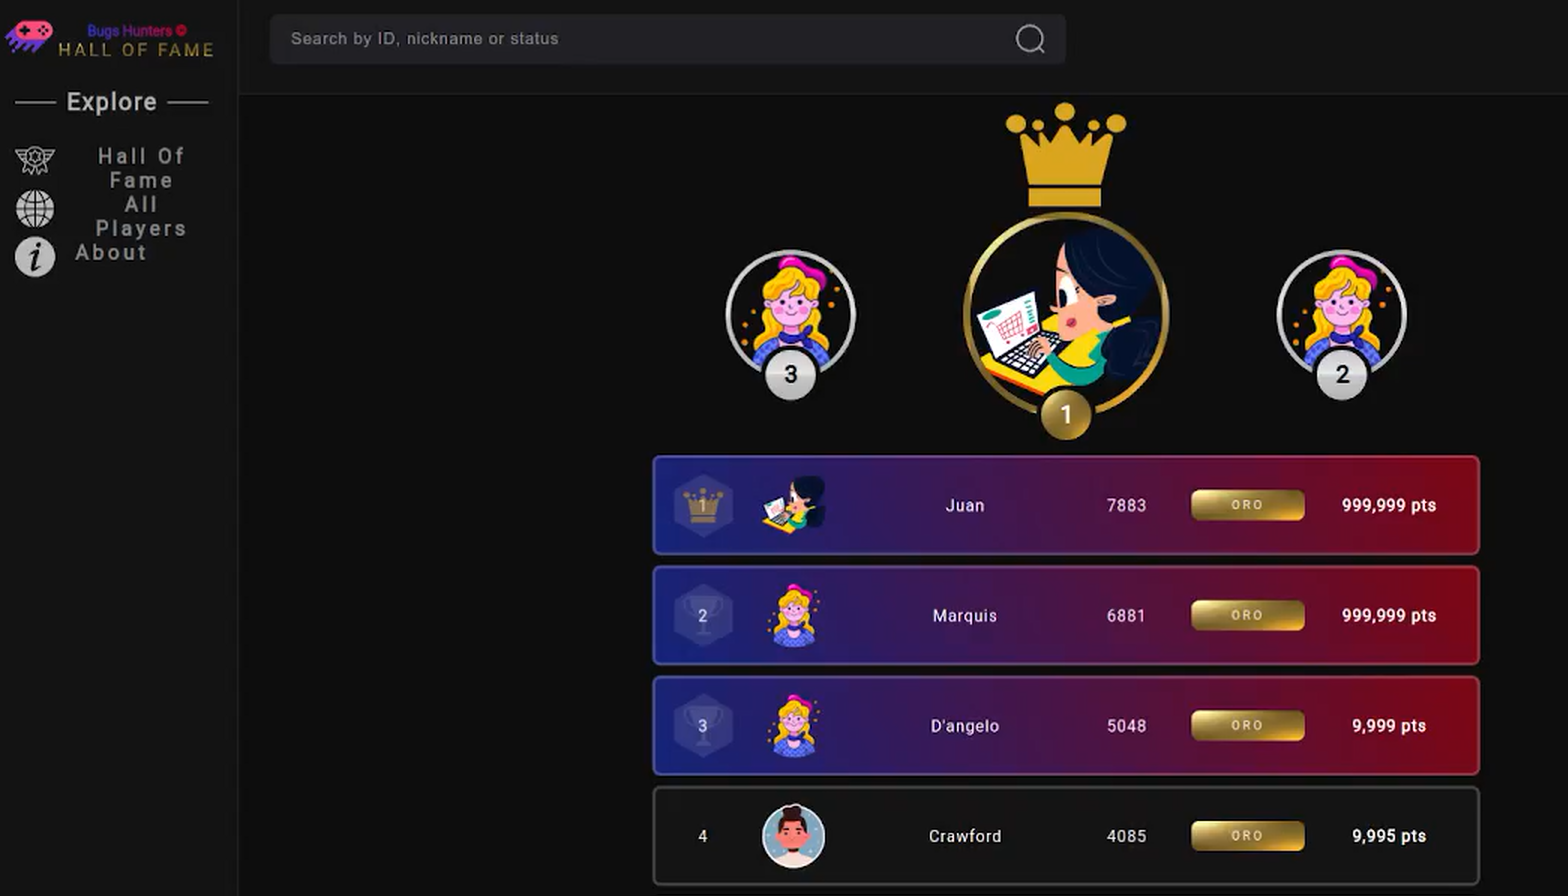 Bugs Hunters ©
HALL OF FAME
Explore
Hall Of
Fame
All
Players
About
Search by ID, nickname or status
3
1
2
1 Juan 7883 ORO 999,999 pts
2 Marquis 6881 ORO 999,999 pts
3 D'angelo 5048 ORO 9,999 pts
4 Crawford 4085 ORO 9,995 pts